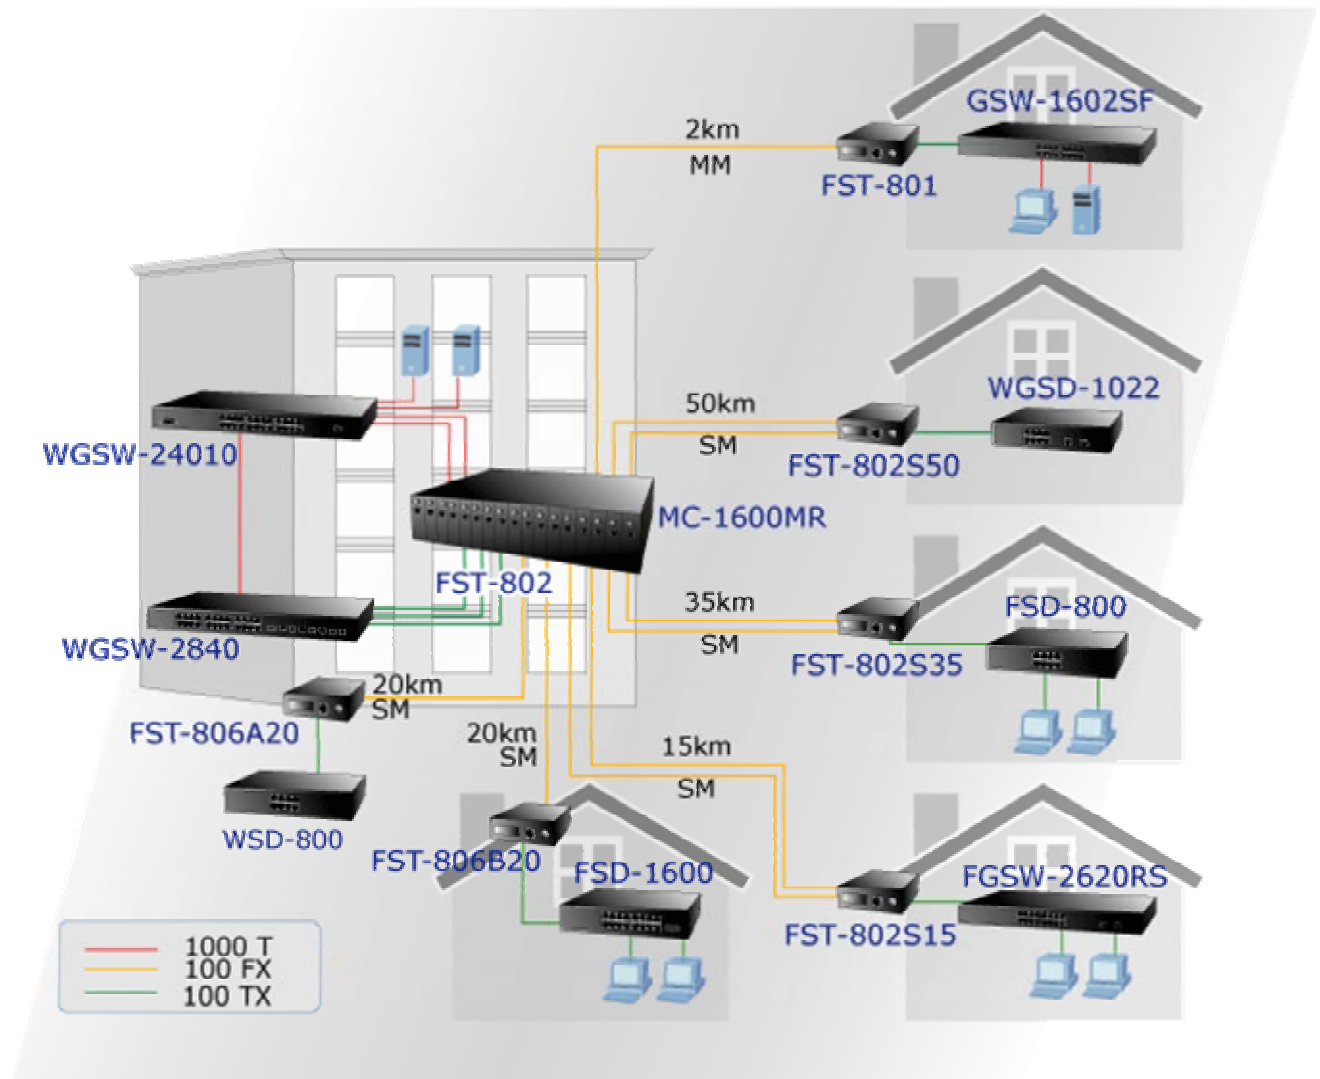 GSW-1602SF
2km
MM
FST-801
WGSD-1022
50km
SM
FST-802S50
WGSW-24010
MC-1600MR
FST-802
35km
SM
FSD-800
FST-802S35
WGSW-2840
20km
SM
FST-806A20
20km
SM
15km
SM
WSD-800
FST-806B20
FSD-1600
FGSW-2620RS
FST-802S15
1000 T
100 FX
100 TX